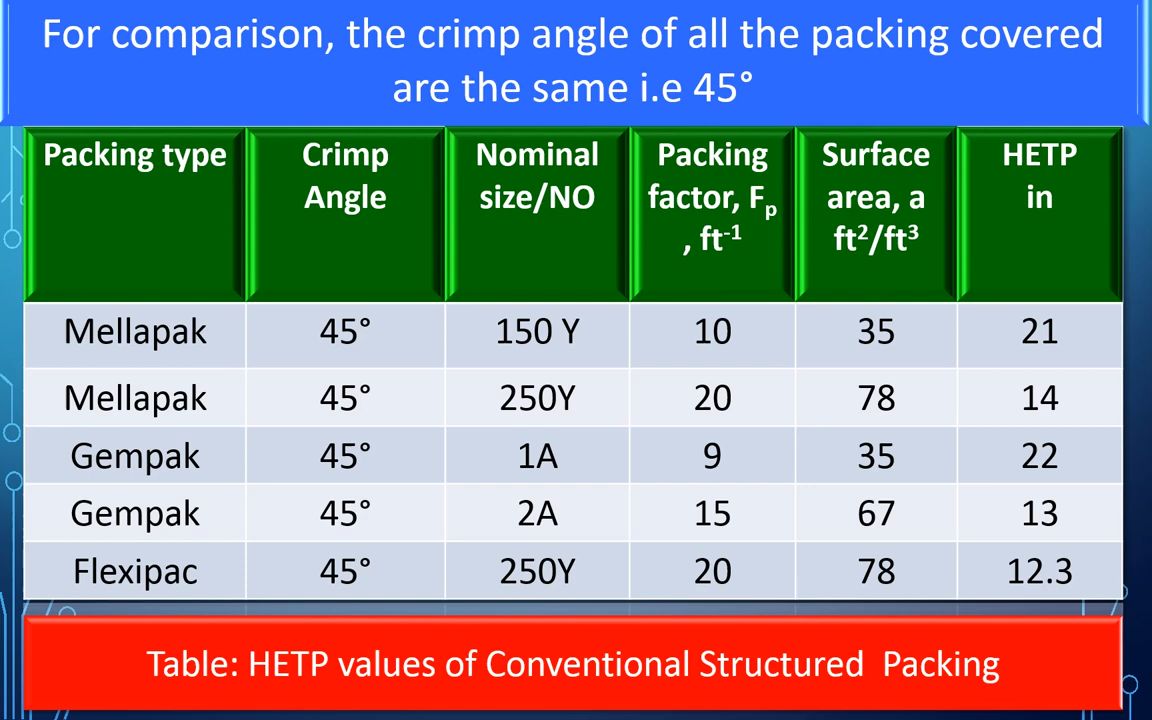 For comparison, the crimp angle of all the packing covered
are the same i.e 45°
Packing type | Crimp Angle | Nominal size/NO | Packing factor, Fp , ft-1 | Surface area, a ft2/ft3 | HETP in
Mellapak | 45° | 150 Y | 10 | 35 | 21
Mellapak | 45° | 250Y | 20 | 78 | 14
Gempak | 45° | 1A | 9 | 35 | 22
Gempak | 45° | 2A | 15 | 67 | 13
Flexipac | 45° | 250Y | 20 | 78 | 12.3
Table: HETP values of Conventional Structured Packing